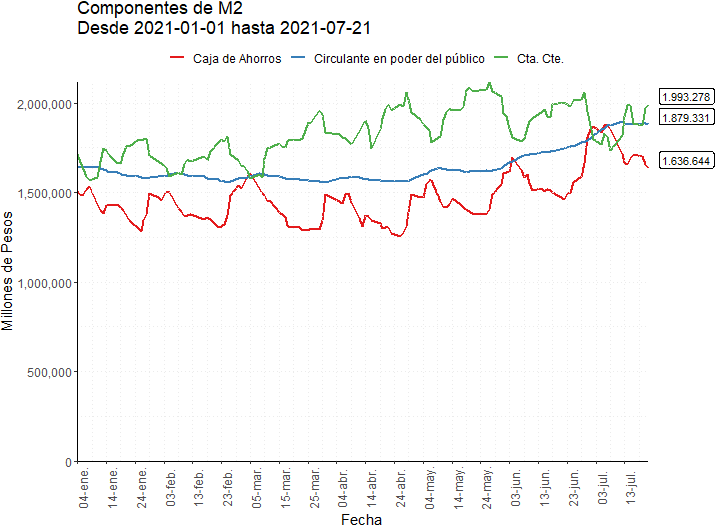 Componentes de M2
Desde 2021-01-01 hasta 2021-07-21
Caja de Ahorros Circulante en poder del público Cta. Cte.
Millones de Pesos
2,000,000
1,500,000
1,000,000
500,000
0
1.993.278
1.879.331
1.636.644
04-ene. 14-ene. 24-ene. 03-feb. 13-feb. 23-feb. 05-mar. 15-mar. 25-mar. 04-abr. 14-abr. 24-abr. 04-may. 14-may. 24-may. 03-jun. 13-jun. 23-jun. 03-jul. 13-jul.
Fecha